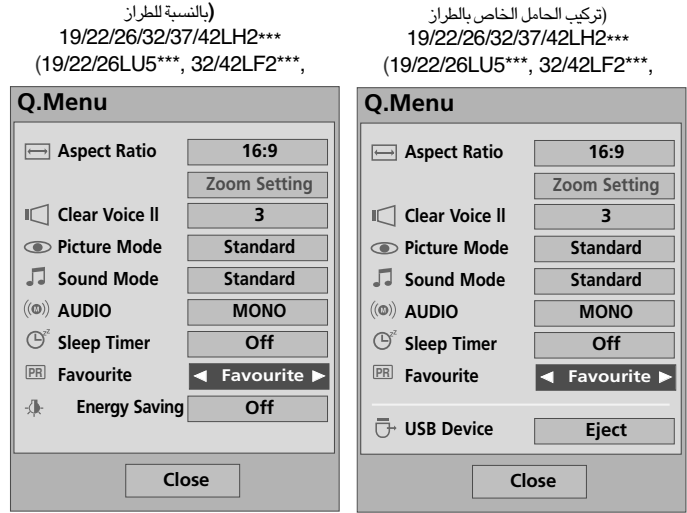 (بالنسبة للطراز
19/22/26/32/37/42LH2***
(19/22/26LU5***, 32/42LF2***,
Q.Menu
Aspect Ratio 16:9
Zoom Setting
Clear Voice ll 3
Picture Mode Standard
Sound Mode Standard
AUDIO MONO
Sleep Timer Off
PR Favourite ◀ Favourite ▶
Energy Saving Off
Close
(تركيب الحامل الخاص بالطراز
19/22/26/32/37/42LH2***
(19/22/26LU5***, 32/42LF2***,
Q.Menu
Aspect Ratio 16:9
Zoom Setting
Clear Voice ll 3
Picture Mode Standard
Sound Mode Standard
AUDIO MONO
Sleep Timer Off
PR Favourite ◀ Favourite ▶
USB Device Eject
Close